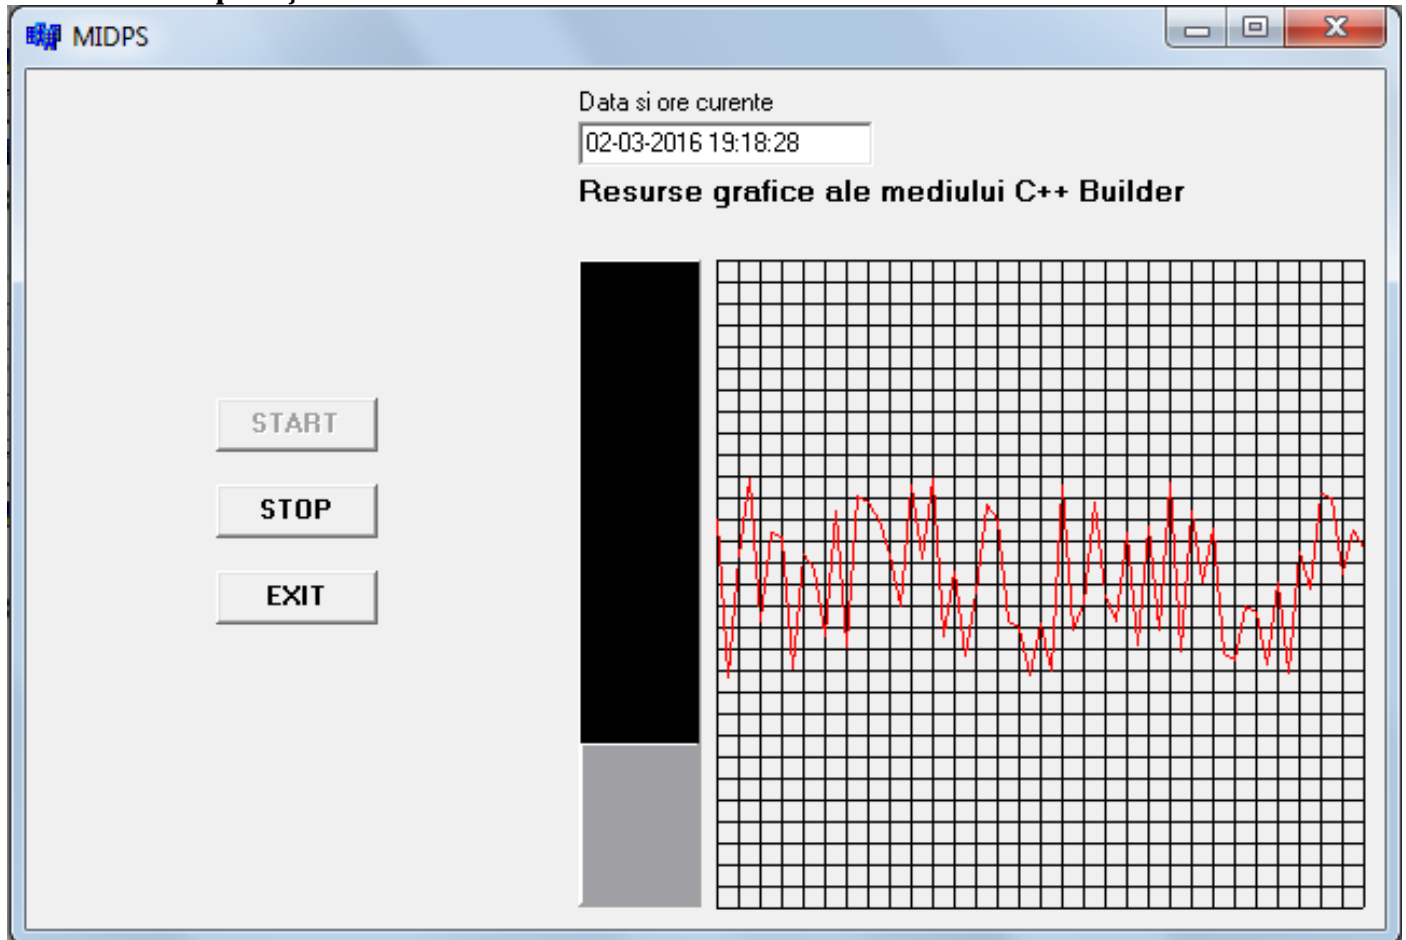 MIDPS
Data si ore curente
02-03-2016 19:18:28
Resurse grafice ale mediului C++ Builder
START
STOP
EXIT